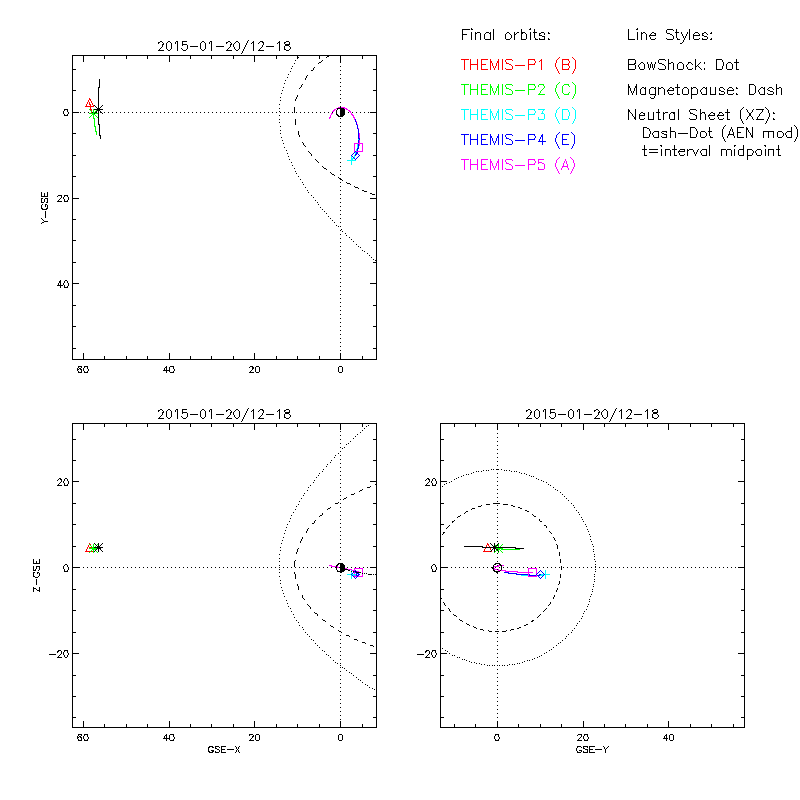 2015-01-20/12-18
Final orbits:
Line Styles:
THEMIS-P1 (B)
BowShock: Dot
THEMIS-P2 (C)
Magnetopause: Dash
THEMIS-P3 (D)
Neutral Sheet (XZ):
THEMIS-P4 (E)
Dash-Dot (AEN mod)
t=interval midpoint
THEMIS-P5 (A)
0
20
40
Y-GSE
60
40
20
0
2015-01-20/12-18
20
0
-20
Z-GSE
60
40
20
0
GSE-X
2015-01-20/12-18
20
0
-20
0
40
GSE-Y